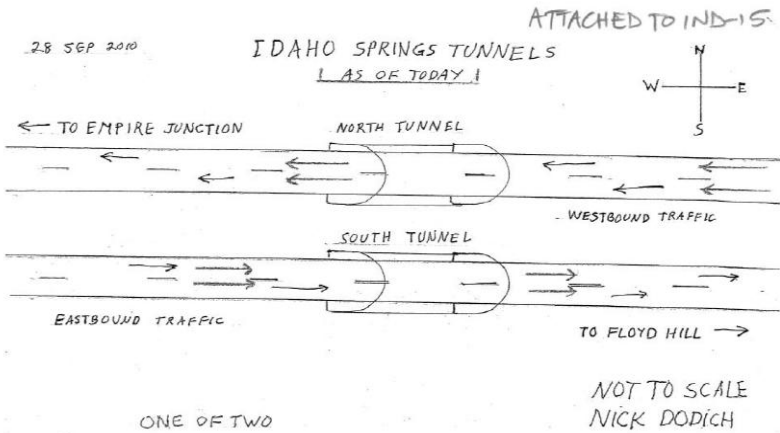 ATTACHED TO IND-15
28 SEP 2010
IDAHO SPRINGS TUNNELS
AS OF TODAY
N
W E
S
← TO EMPIRE JUNCTION
NORTH TUNNEL
WESTBOUND TRAFFIC
SOUTH TUNNEL
EASTBOUND TRAFFIC
TO FLOYD HILL →
NOT TO SCALE
NICK DODICH
ONE OF TWO